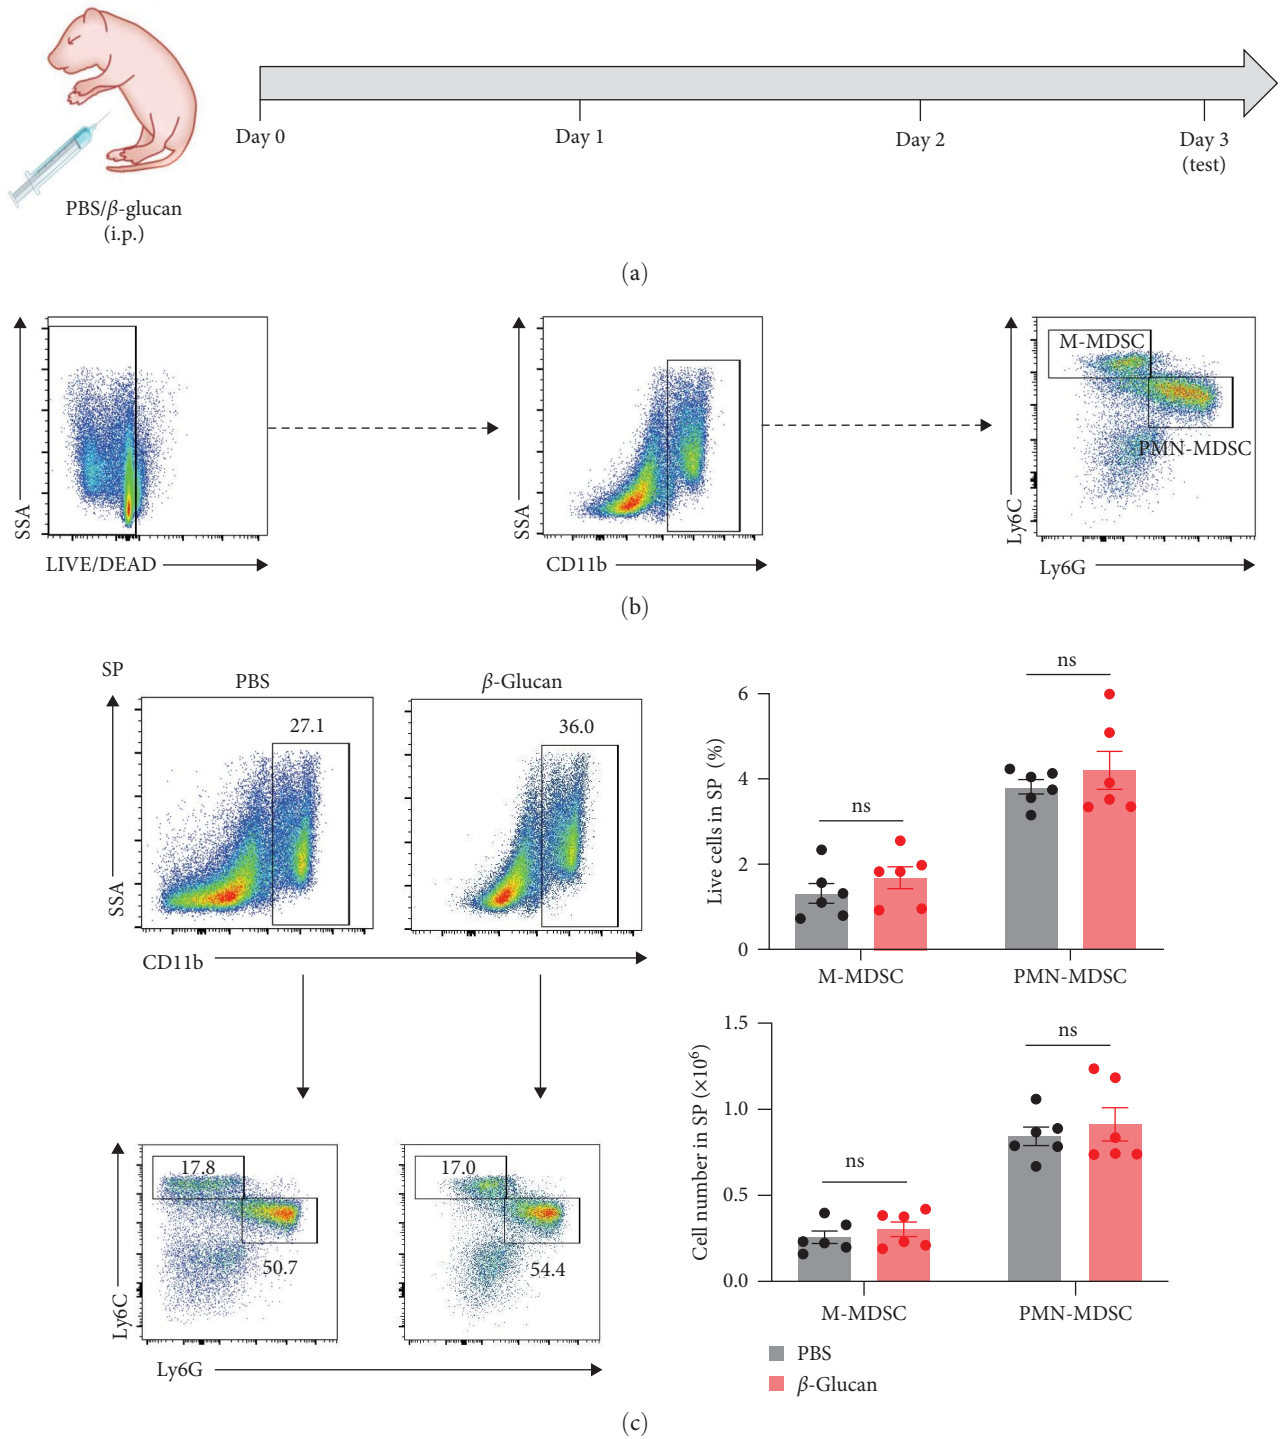 Day 0
Day 1
Day 2
Day 3
(test)
PBS/β-glucan
(i.p.)
(a)
SSA
LIVE/DEAD
SSA
CD11b
M-MDSC
PMN-MDSC
Ly6C
Ly6G
(b)
SP
PBS
β-Glucan
27.1
36.0
SSA
CD11b
17.8
50.7
17.0
54.4
Ly6C
Ly6G
ns
ns
6
4
2
0
Live cells in SP (%)
M-MDSC
PMN-MDSC
ns
ns
1.5
1.0
0.5
0.0
Cell number in SP (×10⁶)
M-MDSC
PMN-MDSC
PBS
β-Glucan
(c)